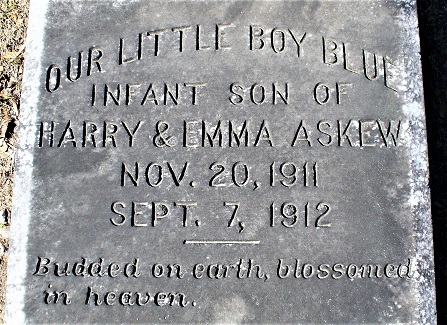 OUR LITTLE BOY BLUE
INFANT SON OF
HARRY & EMMA ASKEW
NOV. 20, 1911
SEPT. 7, 1912
Budded on earth, blossomed
in heaven.